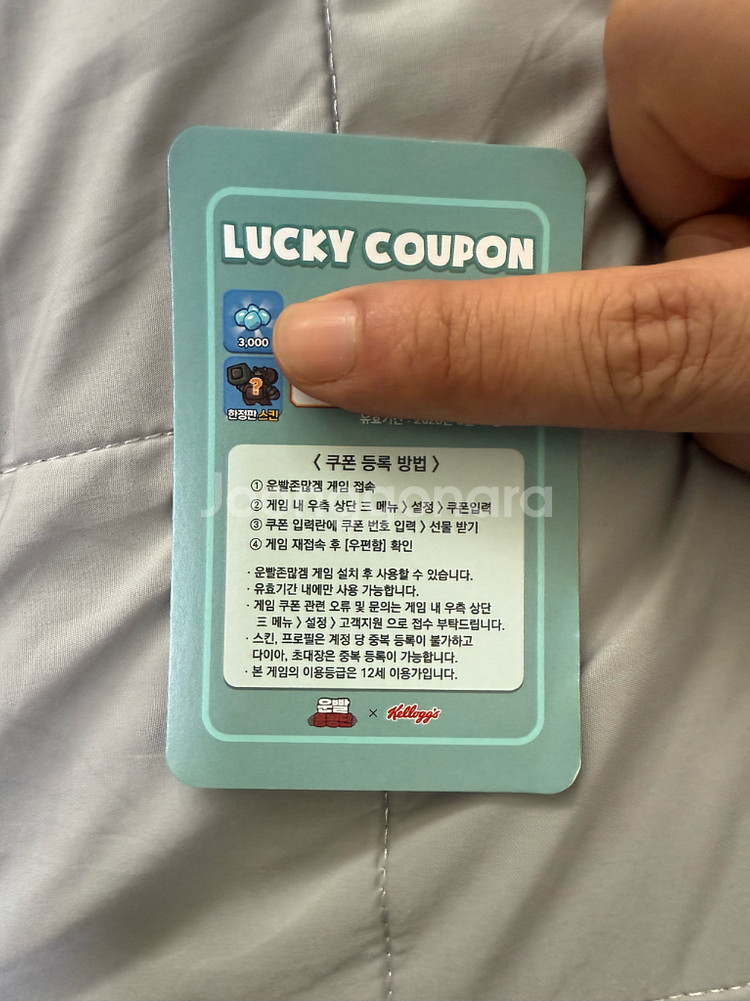 LUCKY COUPON
3,000
한정판 스킨
유효기간 :
< 쿠폰 등록 방법 >
① 운빨존많겜 게임 접속
② 게임 내 우측 상단 三 메뉴 > 설정 > 쿠폰입력
③ 쿠폰 입력란에 쿠폰 번호 입력 > 선물 받기
④ 게임 재접속 후 [우편함] 확인
· 운빨존많겜 게임 설치 후 사용할 수 있습니다.
· 유효기간 내에만 사용 가능합니다.
· 게임 쿠폰 관련 오류 및 문의는 게임 내 우측 상단
三 메뉴 > 설정 > 고객지원 으로 접수 부탁드립니다.
· 스킨, 프로필은 계정 당 중복 등록이 불가하고
다이아, 초대장은 중복 등록이 가능합니다.
· 본 게임의 이용등급은 12세 이용가입니다.
운빨 × Kellogg's
Joonggonara